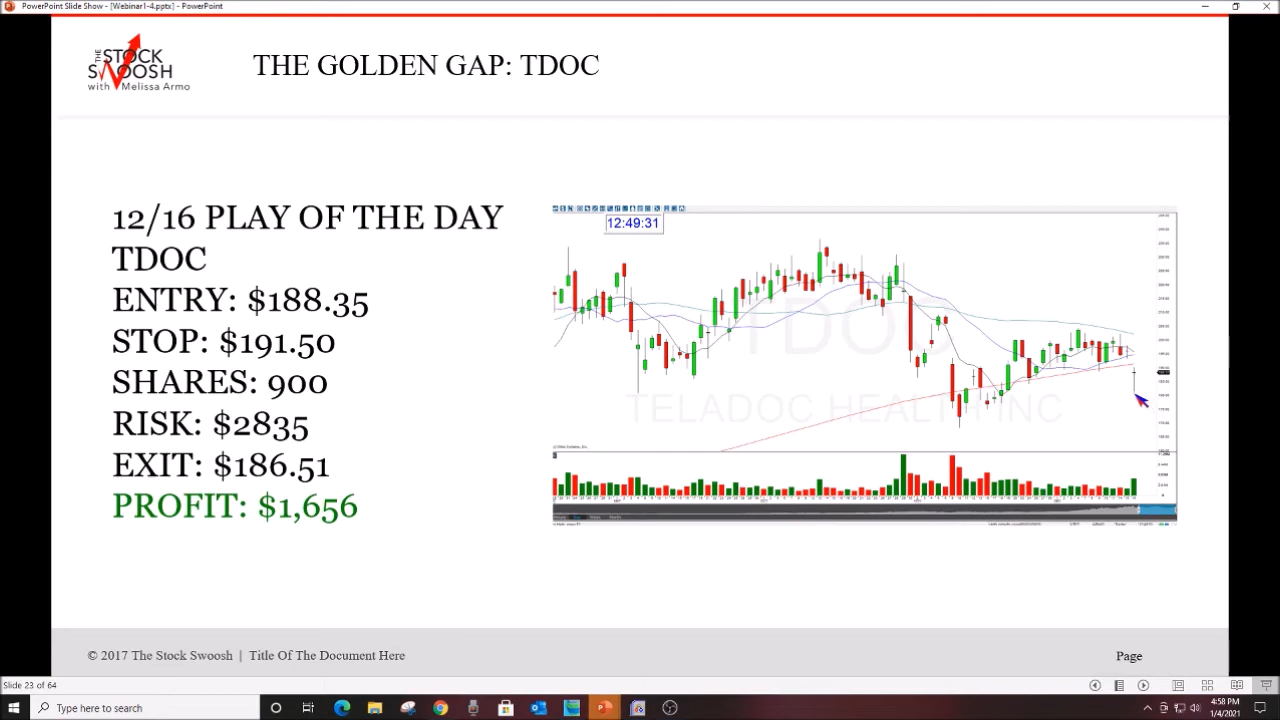 PowerPoint Slide Show - [Webinar1-4.pptx] - PowerPoint
THE STOCK
SWOOSH
with Melissa Armo
THE GOLDEN GAP: TDOC
12/16 PLAY OF THE DAY
TDOC
ENTRY: $188.35
STOP: $191.50
SHARES: 900
RISK: $2835
EXIT: $186.51
PROFIT: $1,656
12:49:31
TDOC
TELADOC HEALTH INC
© 2017 The Stock Swoosh | Title Of The Document Here
Page
Slide 23 of 64
Type here to search
4:58 PM
1/4/2021